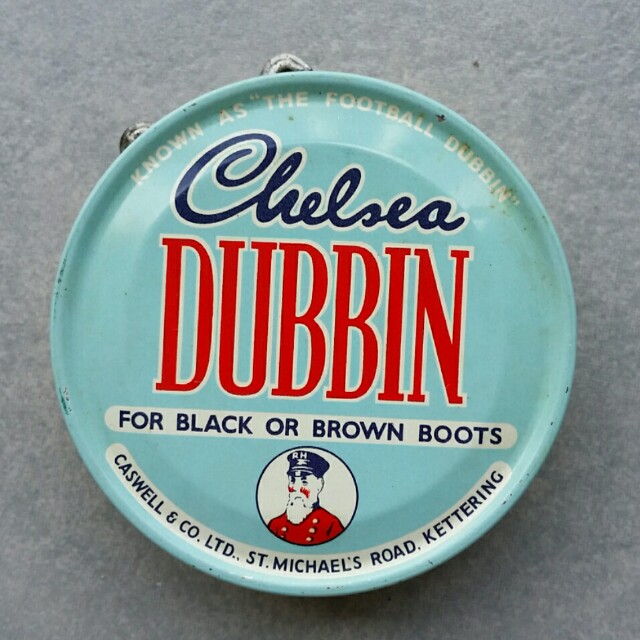 KNOWN AS "THE FOOTBALL DUBBIN"
Chelsea
DUBBIN
FOR BLACK OR BROWN BOOTS
RH
CASWELL & CO. LTD., ST. MICHAEL'S ROAD, KETTERING